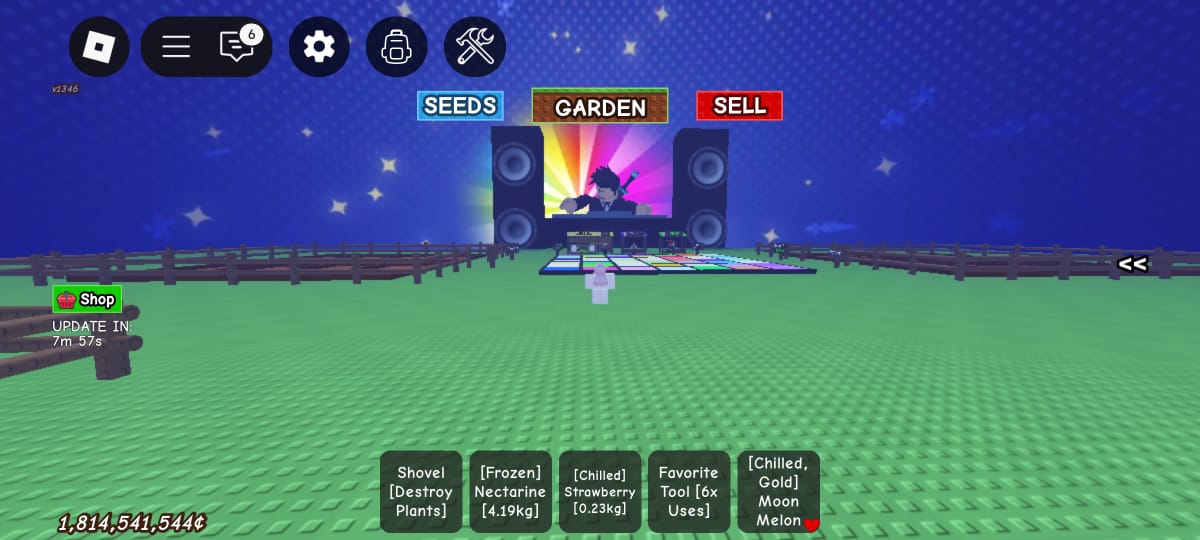 6
v1346
SEEDS
GARDEN
SELL
<<
Shop
UPDATE IN:
7m 57s
Shovel
[Destroy
Plants]
[Frozen]
Nectarine
[4.19kg]
[Chilled]
Strawberry
[0.23kg]
Favorite
Tool [6x
Uses]
[Chilled,
Gold]
Moon
Melon
1,814,541,544¢